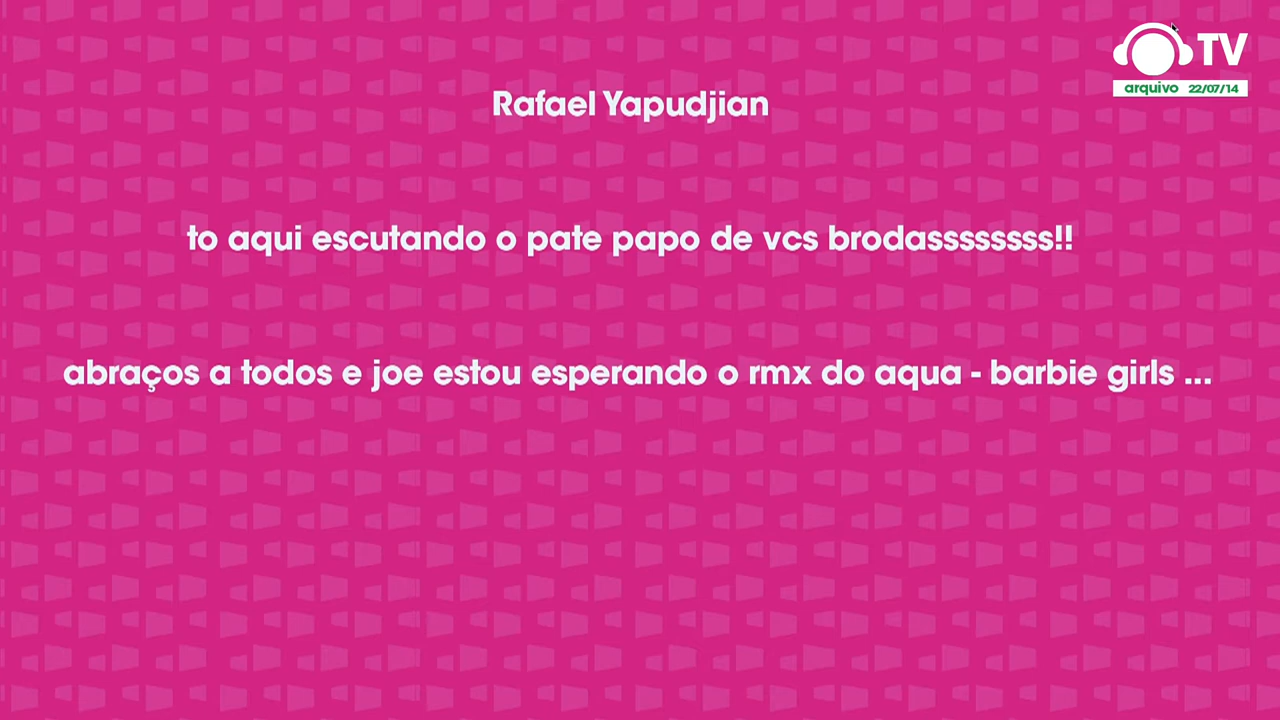 TV
arquivo 22/07/14
Rafael Yapudjian
to aqui escutando o pate papo de vcs brodassssssss!!
abraços a todos e joe estou esperando o rmx do aqua - barbie girls ...